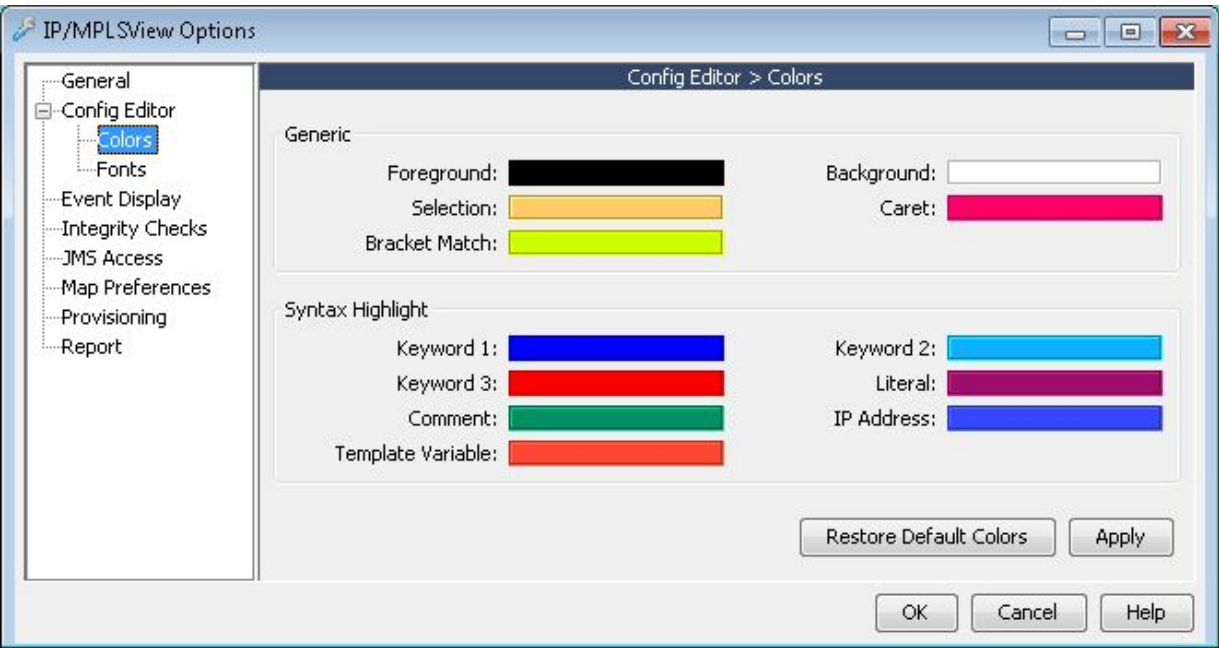 IP/MPLSView Options
General
Config Editor
Colors
Fonts
Event Display
Integrity Checks
JMS Access
Map Preferences
Provisioning
Report
Config Editor > Colors
Generic
Foreground: Background:
Selection: Caret:
Bracket Match:
Syntax Highlight
Keyword 1: Keyword 2:
Keyword 3: Literal:
Comment: IP Address:
Template Variable:
Restore Default Colors Apply
OK Cancel Help